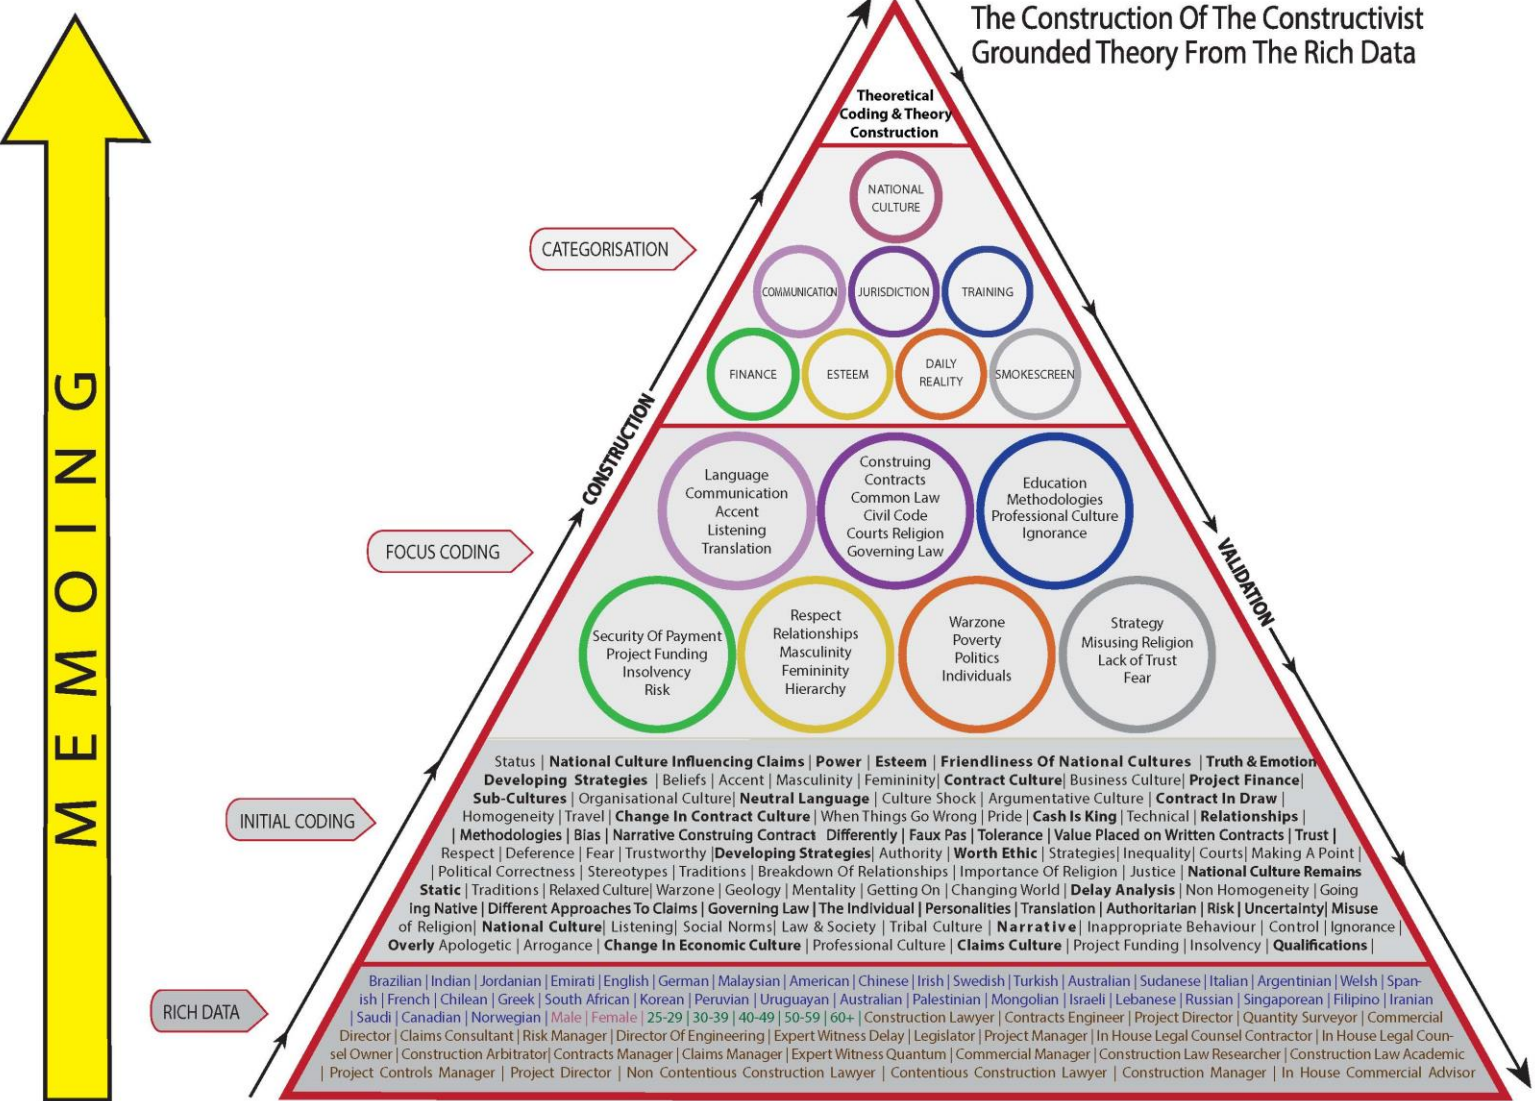 The Construction Of The Constructivist
Grounded Theory From The Rich Data
MEMOING
Theoretical
Coding & Theory
Construction
CATEGORISATION
NATIONAL
CULTURE
COMMUNICATION
JURISDICTION
TRAINING
FINANCE
ESTEEM
DAILY
REALITY
SMOKESCREEN
CONSTRUCTION
VALIDATION
FOCUS CODING
Language
Communication
Accent
Listening
Translation
Construing
Contracts
Common Law
Civil Code
Courts Religion
Governing Law
Education
Methodologies
Professional Culture
Ignorance
Security Of Payment
Project Funding
Insolvency
Risk
Respect
Relationships
Masculinity
Femininity
Hierarchy
Warzone
Poverty
Politics
Individuals
Strategy
Misusing Religion
Lack of Trust
Fear
INITIAL CODING
Status | National Culture Influencing Claims | Power | Esteem | Friendliness Of National Cultures | Truth & Emotion
Developing Strategies | Beliefs | Accent | Masculinity | Femininity| Contract Culture| Business Culture| Project Finance|
Sub-Cultures | Organisational Culture| Neutral Language | Culture Shock | Argumentative Culture | Contract In Draw |
Homogeneity | Travel | Change In Contract Culture | When Things Go Wrong | Pride | Cash Is King | Technical | Relationships |
| Methodologies | Bias | Narrative Construing Contract Differently | Faux Pas | Tolerance | Value Placed on Written Contracts | Trust |
Respect | Deference | Fear | Trustworthy |Developing Strategies| Authority | Worth Ethic | Strategies| Inequality| Courts| Making A Point |
| Political Correctness | Stereotypes | Traditions | Breakdown Of Relationships | Importance Of Religion | Justice | National Culture Remains
Static | Traditions | Relaxed Culture| Warzone | Geology | Mentality | Getting On | Changing World | Delay Analysis | Non Homogeneity | Going
ing Native | Different Approaches To Claims | Governing Law | The Individual | Personalities | Translation | Authoritarian | Risk | Uncertainty| Misuse
of Religion| National Culture| Listening| Social Norms| Law & Society | Tribal Culture | Narrative| Inappropriate Behaviour | Control | Ignorance |
Overly Apologetic | Arrogance | Change In Economic Culture | Professional Culture | Claims Culture | Project Funding | Insolvency | Qualifications |
RICH DATA
Brazilian | Indian | Jordanian | Emirati | English | German | Malaysian | American | Chinese | Irish | Swedish | Turkish | Australian | Sudanese | Italian | Argentinian | Welsh | Span-
ish | French | Chilean | Greek | South African | Korean | Peruvian | Uruguayan | Australian | Palestinian | Mongolian | Israeli | Lebanese | Russian | Singaporean | Filipino | Iranian
| Saudi | Canadian | Norwegian | Male | Female | 25-29 | 30-39 | 40-49 | 50-59 | 60+ | Construction Lawyer | Contracts Engineer | Project Director | Quantity Surveyor | Commercial
Director | Claims Consultant | Risk Manager | Director Of Engineering | Expert Witness Delay | Legislator | Project Manager | In House Legal Counsel Contractor | In House Legal Coun-
sel Owner | Construction Arbitrator| Contracts Manager | Claims Manager | Expert Witness Quantum | Commercial Manager | Construction Law Researcher | Construction Law Academic
| Project Controls Manager | Project Director | Non Contentious Construction Lawyer | Contentious Construction Lawyer | Construction Manager | In House Commercial Advisor